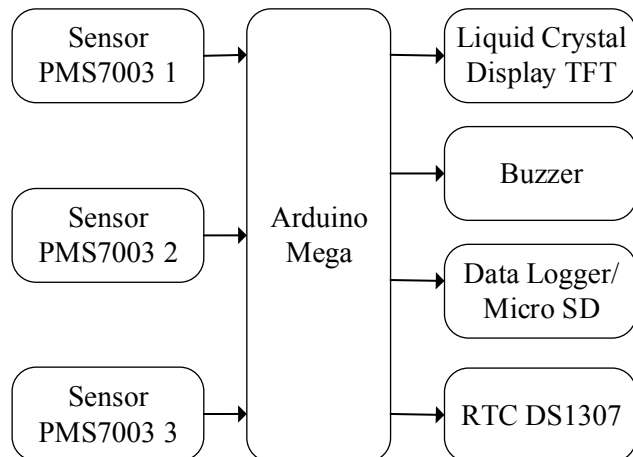 Sensor
PMS7003 1
Sensor
PMS7003 2
Sensor
PMS7003 3
Arduino
Mega
Liquid Crystal
Display TFT
Buzzer
Data Logger/
Micro SD
RTC DS1307